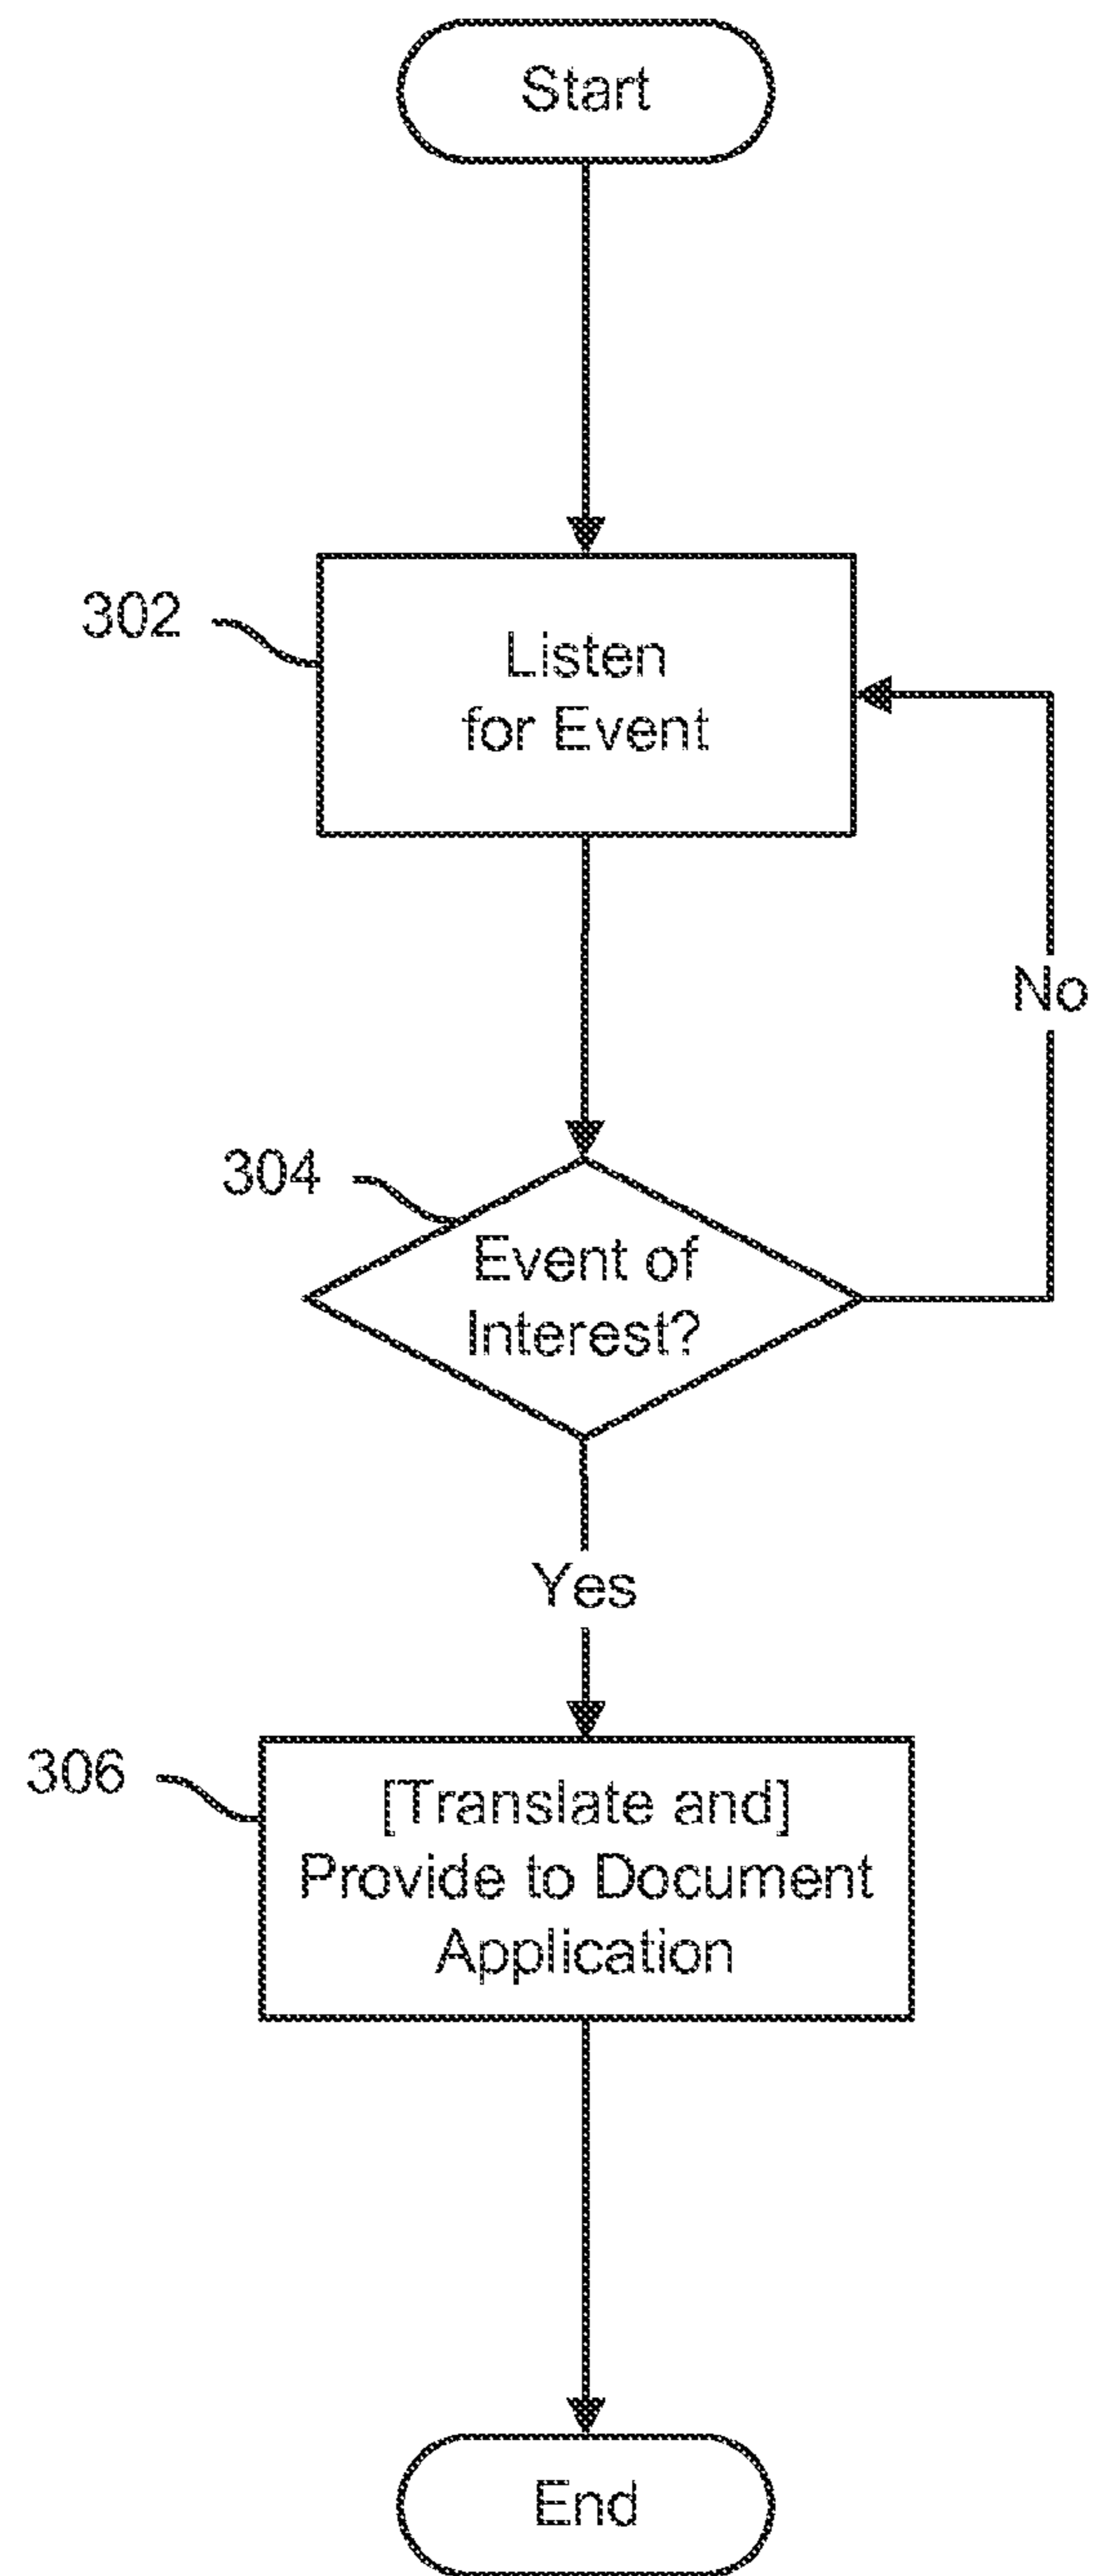 Start
302
Listen
for Event
No
304
Event of
Interest?
Yes
306
[Translate and]
Provide to Document
Application
End